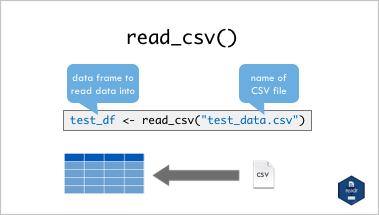 read_csv()
data frame to
read data into
name of
CSV file
test_df <- read_csv("test_data.csv")
CSV
readr